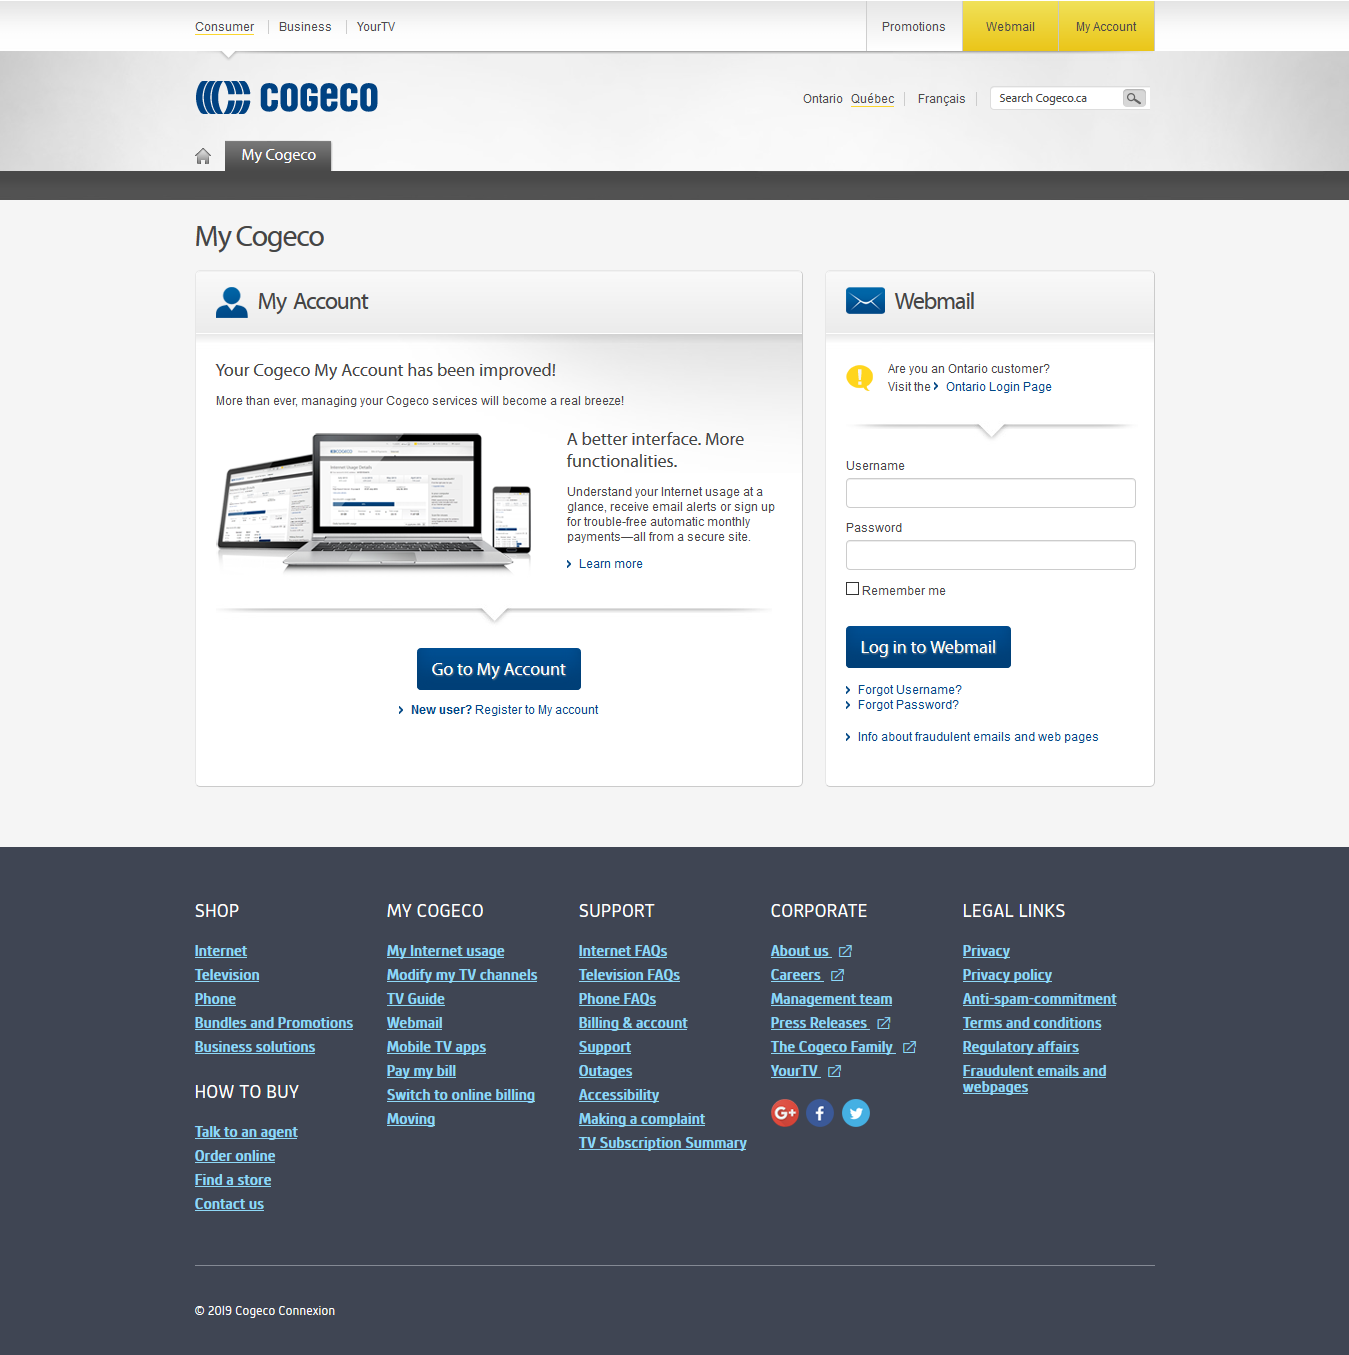 Consumer Business YourTV Promotions Webmail My Account
COGECO
Ontario Québec Français Search Cogeco.ca
My Cogeco
My Cogeco
My Account
Your Cogeco My Account has been improved!
More than ever, managing your Cogeco services will become a real breeze!
A better interface. More
functionalities.
Understand your Internet usage at a
glance, receive email alerts or sign up
for trouble-free automatic monthly
payments—all from a secure site.
Learn more
Go to My Account
New user? Register to My account
Webmail
Are you an Ontario customer?
Visit the Ontario Login Page
Username
Password
Remember me
Log in to Webmail
Forgot Username?
Forgot Password?
Info about fraudulent emails and web pages
SHOP
Internet
Television
Phone
Bundles and Promotions
Business solutions
HOW TO BUY
Talk to an agent
Order online
Find a store
Contact us
MY COGECO
My Internet usage
Modify my TV channels
TV Guide
Webmail
Mobile TV apps
Pay my bill
Switch to online billing
Moving
SUPPORT
Internet FAQs
Television FAQs
Phone FAQs
Billing & account
Support
Outages
Accessibility
Making a complaint
TV Subscription Summary
CORPORATE
About us
Careers
Management team
Press Releases
The Cogeco Family
YourTV
LEGAL LINKS
Privacy
Privacy policy
Anti-spam-commitment
Terms and conditions
Regulatory affairs
Fraudulent emails and
webpages
© 2019 Cogeco Connexion